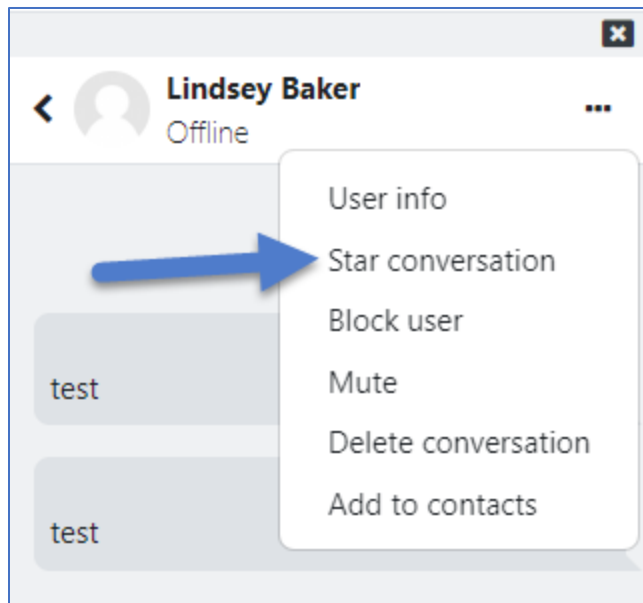 Lindsey Baker
Offline
User info
Star conversation
Block user
Mute
Delete conversation
Add to contacts
test
test